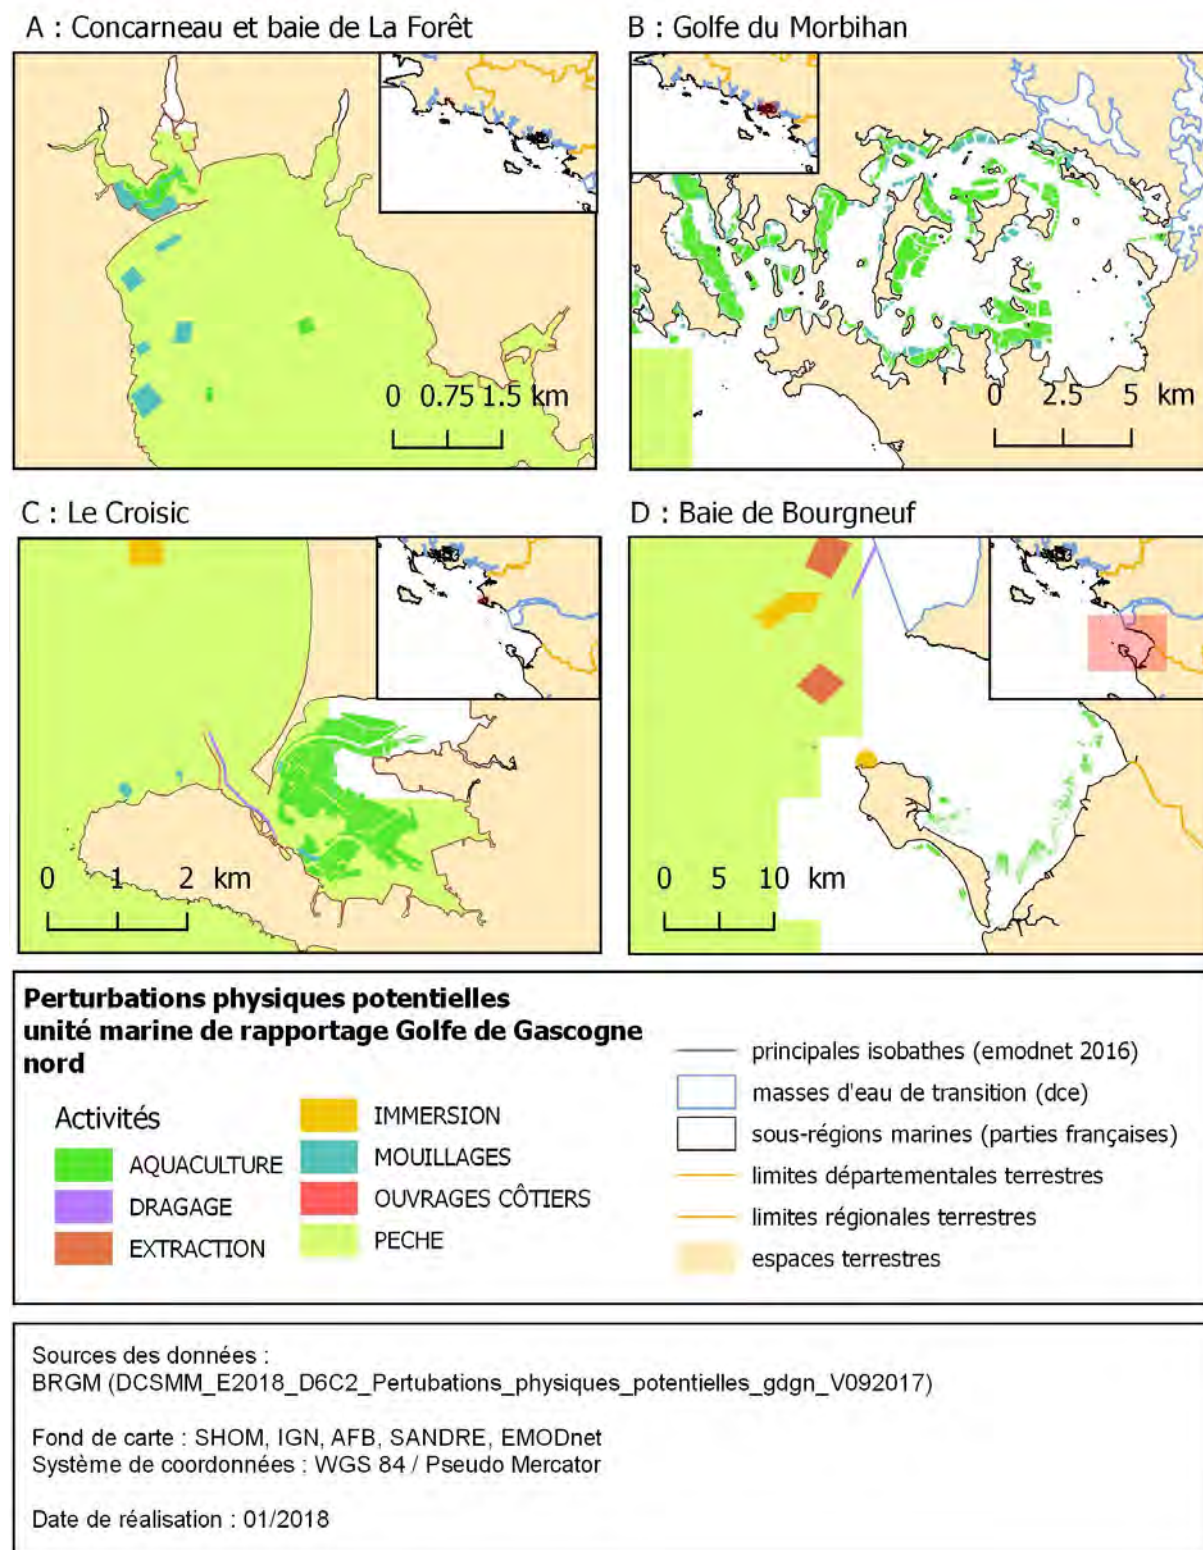 A : Concarneau et baie de La Forêt
B : Golfe du Morbihan
0 0.75 1.5 km
0 2.5 5 km
C : Le Croisic
D : Baie de Bourgneuf
0 1 2 km
0 5 10 km
Perturbations physiques potentielles
unité marine de rapportage Golfe de Gascogne
nord
Activités
AQUACULTURE
DRAGAGE
EXTRACTION
IMMERSION
MOUILLAGES
OUVRAGES CÔTIERS
PECHE
principales isobathes (emodnet 2016)
masses d'eau de transition (dce)
sous-régions marines (parties françaises)
limites départementales terrestres
limites régionales terrestres
espaces terrestres
Sources des données :
BRGM (DCSMM_E2018_D6C2_Pertubations_physiques_potentielles_gdgn_V092017)
Fond de carte : SHOM, IGN, AFB, SANDRE, EMODnet
Système de coordonnées : WGS 84 / Pseudo Mercator
Date de réalisation : 01/2018